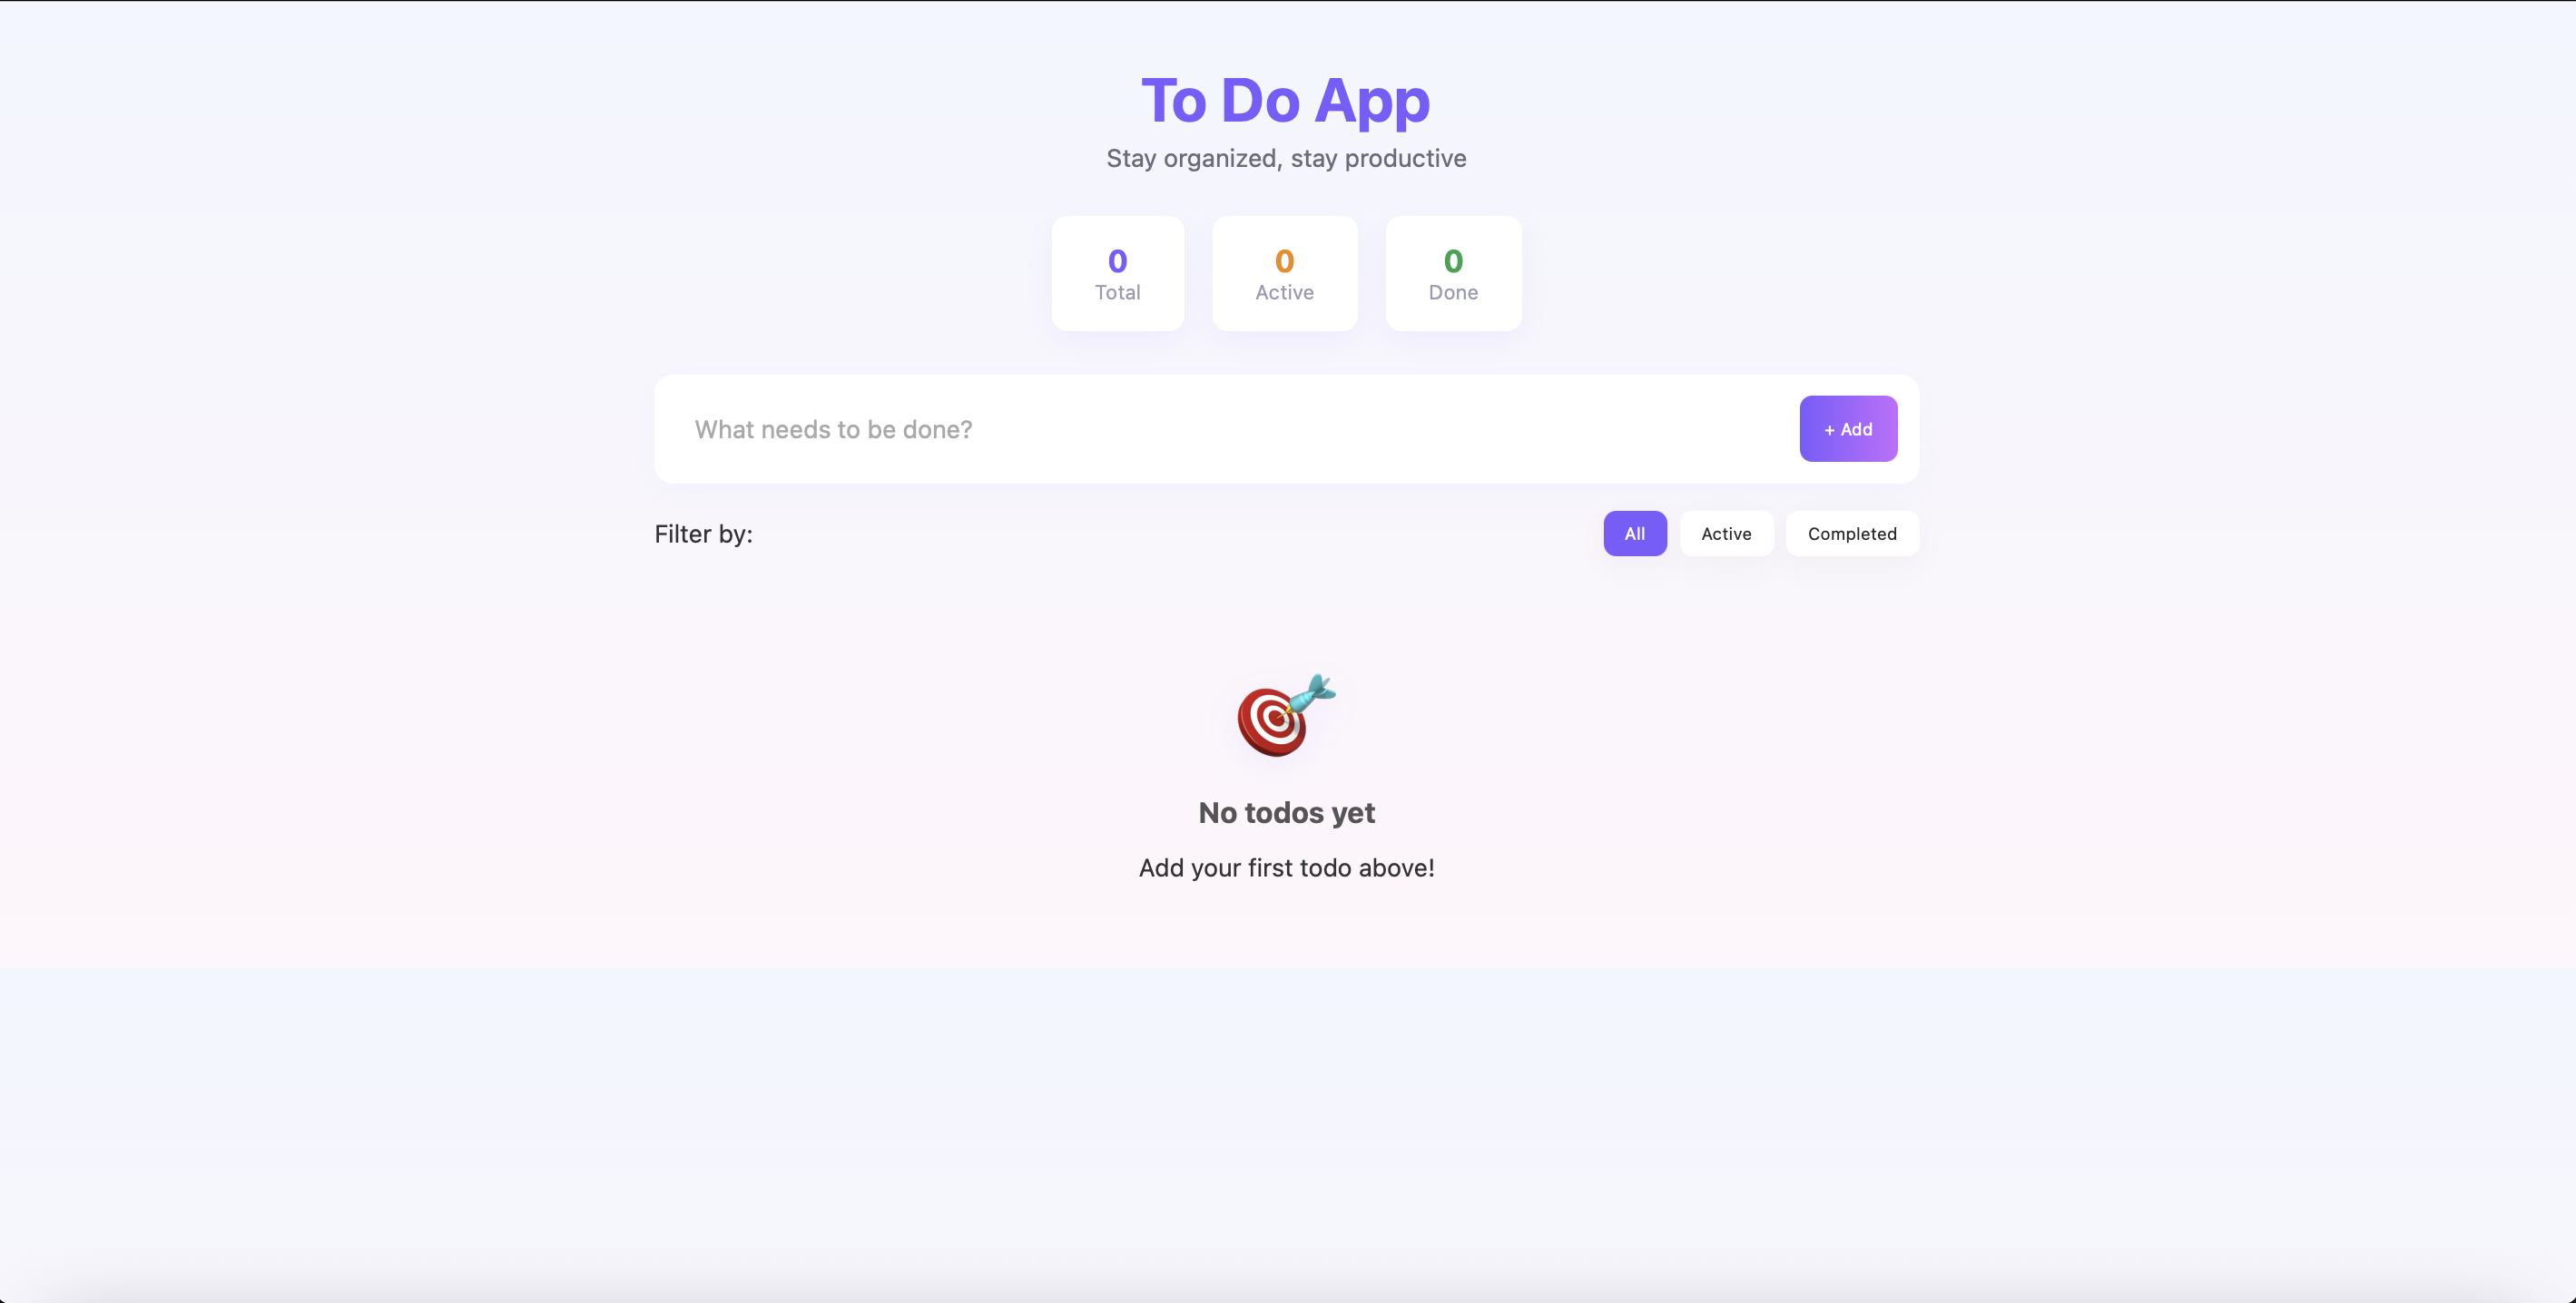 To Do App
Stay organized, stay productive
0 0 0
Total Active Done
What needs to be done? + Add
Filter by: All Active Completed
No todos yet
Add your first todo above!